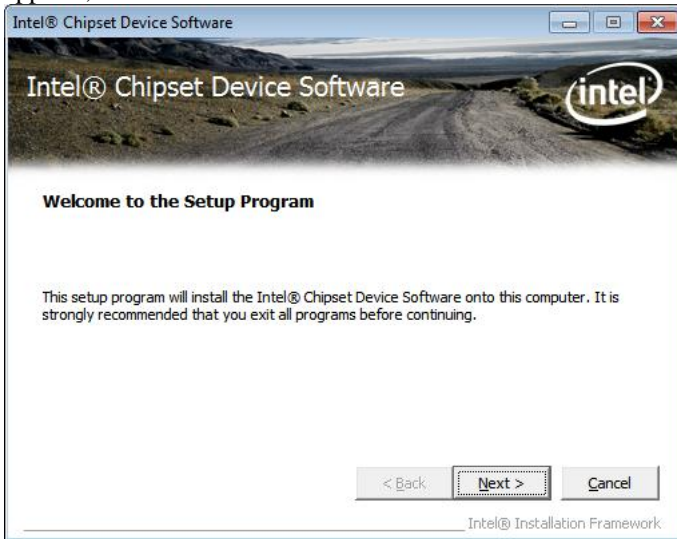 Intel® Chipset Device Software
Intel® Chipset Device Software
intel
Welcome to the Setup Program
This setup program will install the Intel® Chipset Device Software onto this computer. It is
strongly recommended that you exit all programs before continuing.
< Back Next > Cancel
Intel® Installation Framework